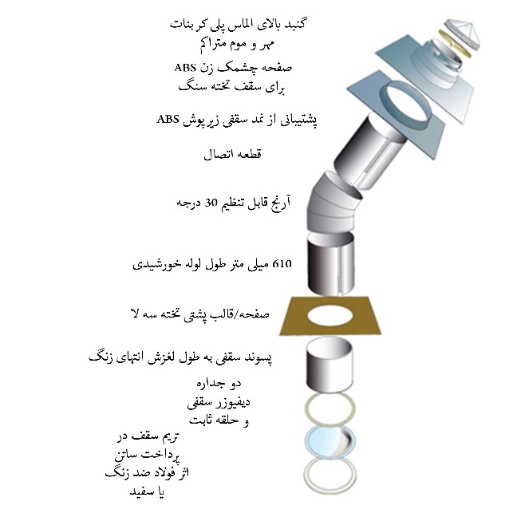 گنبد بالای الماس پلی کربنات
مهر و موم متراکم
صفحه چشمک زن ABS
برای سقف تخته سنگ
پشتیبانی از نمد سقفی زیرپوش ABS
قطعه اتصال
آرنج قابل تنظیم 30 درجه
610 میلی متر طول لوله خورشیدی
صفحه/قالب پشتی تخته سه لا
پسوند سقفی به طول لغزش انتهای زنگ
دو جداره
دیفیوزر سقفی
و حلقه ثابت
تریم سقف در
پرداخت ساتن
اثر فولاد ضد زنگ
یا سفید